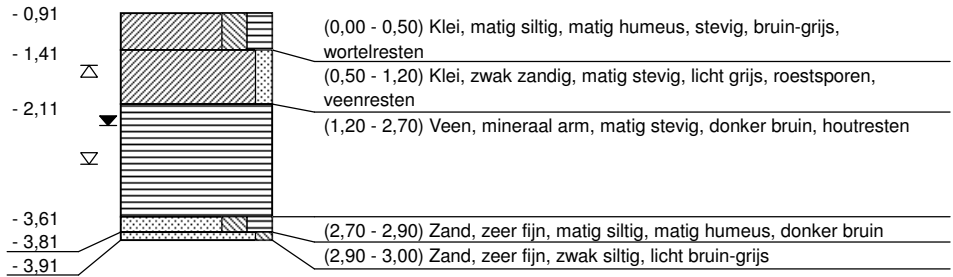 - 0,91
(0,00 - 0,50) Klei, matig siltig, matig humeus, stevig, bruin-grijs,
wortelresten
- 1,41
(0,50 - 1,20) Klei, zwak zandig, matig stevig, licht grijs, roestsporen,
veenresten
- 2,11
(1,20 - 2,70) Veen, mineraal arm, matig stevig, donker bruin, houtresten
- 3,61
(2,70 - 2,90) Zand, zeer fijn, matig siltig, matig humeus, donker bruin
- 3,81
(2,90 - 3,00) Zand, zeer fijn, zwak siltig, licht bruin-grijs
- 3,91